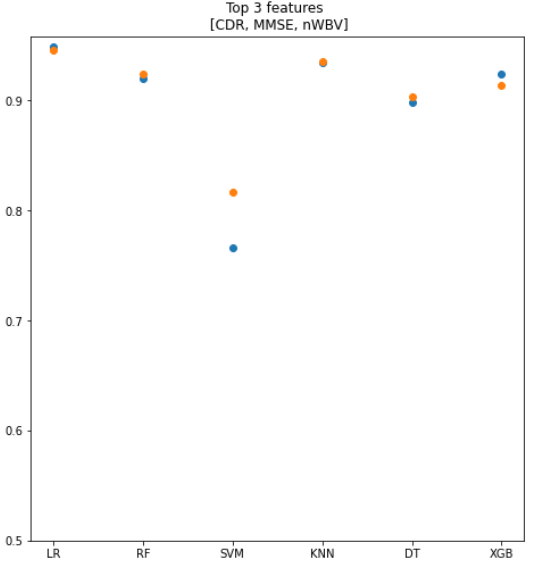 Top 3 features
[CDR, MMSE, nWBV]
0.9
0.8
0.7
0.6
0.5
LR RF SVM KNN DT XGB